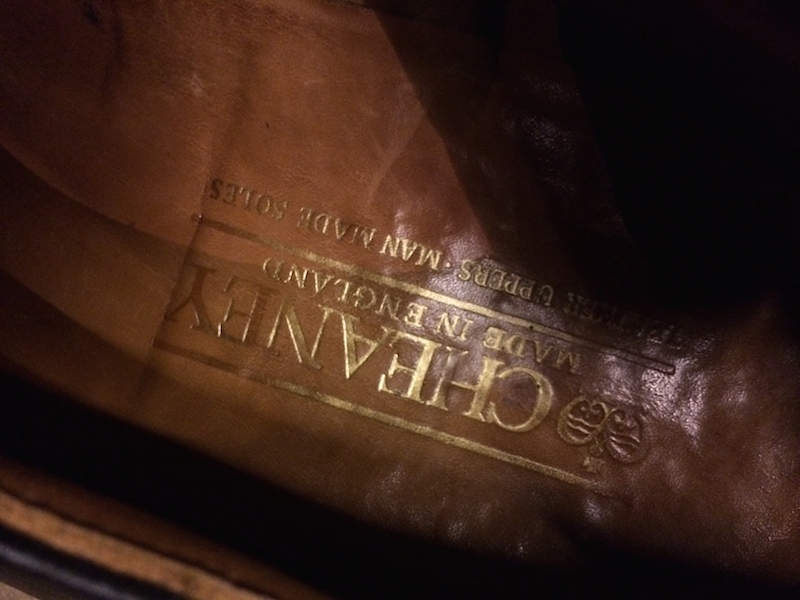 CHEANEY
MADE IN ENGLAND
LEATHER UPPERS · MAN MADE SOLES